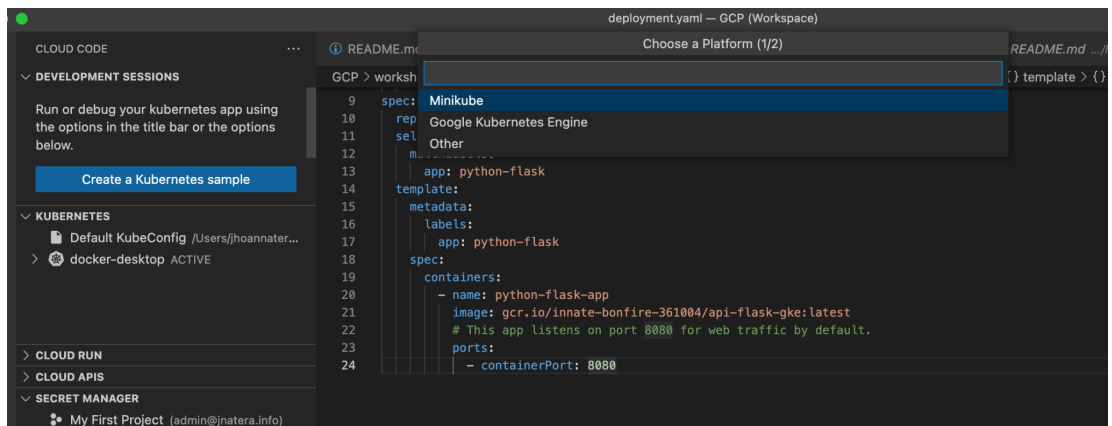 deployment.yaml — GCP (Workspace)
CLOUD CODE ...
README.md
Choose a Platform (1/2)
README.md .../
DEVELOPMENT SESSIONS
GCP > worksh
{} template > {}
Run or debug your kubernetes app using
the options in the title bar or the options
below.
Create a Kubernetes sample
KUBERNETES
Default KubeConfig /Users/jhoannater...
docker-desktop ACTIVE
CLOUD RUN
CLOUD APIS
SECRET MANAGER
My First Project (admin@jnatera.info)
Minikube
Google Kubernetes Engine
Other
9 spec:
10 rep
11 sel
12
13 app: python-flask
14 template:
15 metadata:
16 labels:
17 app: python-flask
18 spec:
19 containers:
20 - name: python-flask-app
21 image: gcr.io/innate-bonfire-361004/api-flask-gke:latest
22 # This app listens on port 8080 for web traffic by default.
23 ports:
24 - containerPort: 8080